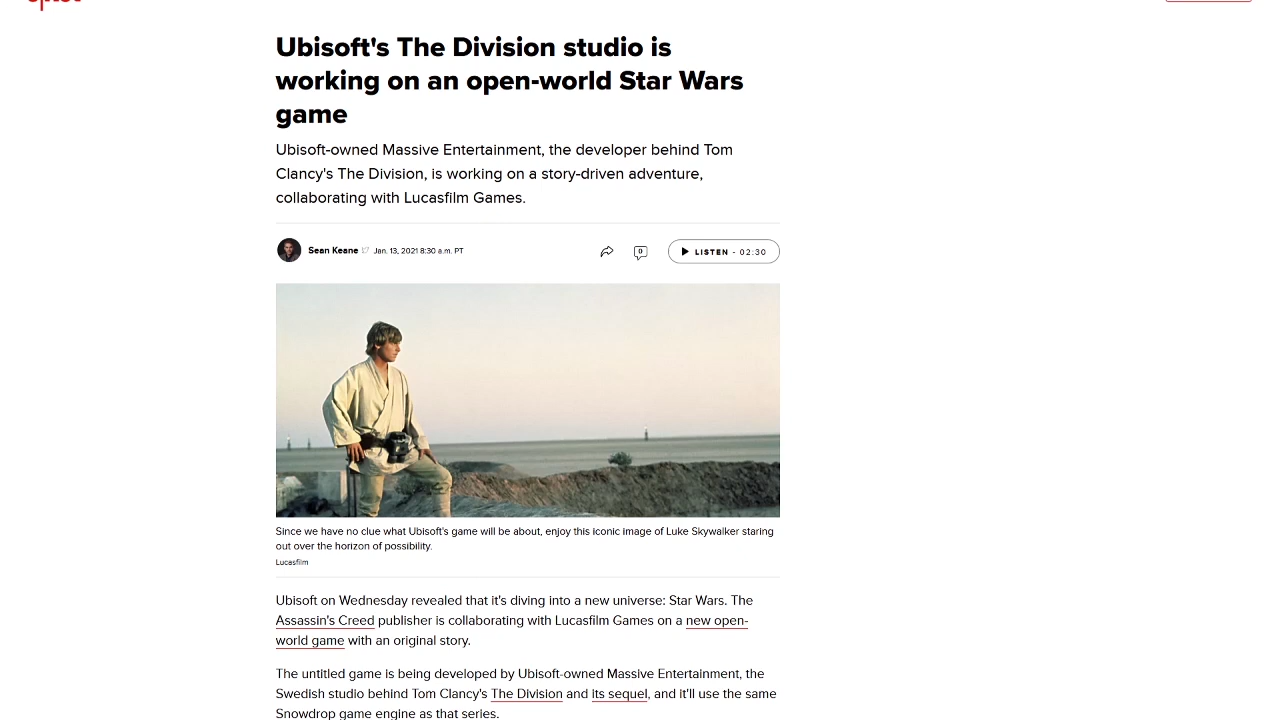 Ubisoft's The Division studio is
working on an open-world Star Wars
game
Ubisoft-owned Massive Entertainment, the developer behind Tom
Clancy's The Division, is working on a story-driven adventure,
collaborating with Lucasfilm Games.
Sean Keane Jan. 13, 2021 8:30 a.m. PT
0
LISTEN - 02:30
Since we have no clue what Ubisoft's game will be about, enjoy this iconic image of Luke Skywalker staring
out over the horizon of possibility.
Lucasfilm
Ubisoft on Wednesday revealed that it's diving into a new universe: Star Wars. The
Assassin's Creed publisher is collaborating with Lucasfilm Games on a new open-
world game with an original story.
The untitled game is being developed by Ubisoft-owned Massive Entertainment, the
Swedish studio behind Tom Clancy's The Division and its sequel, and it'll use the same
Snowdrop game engine as that series.